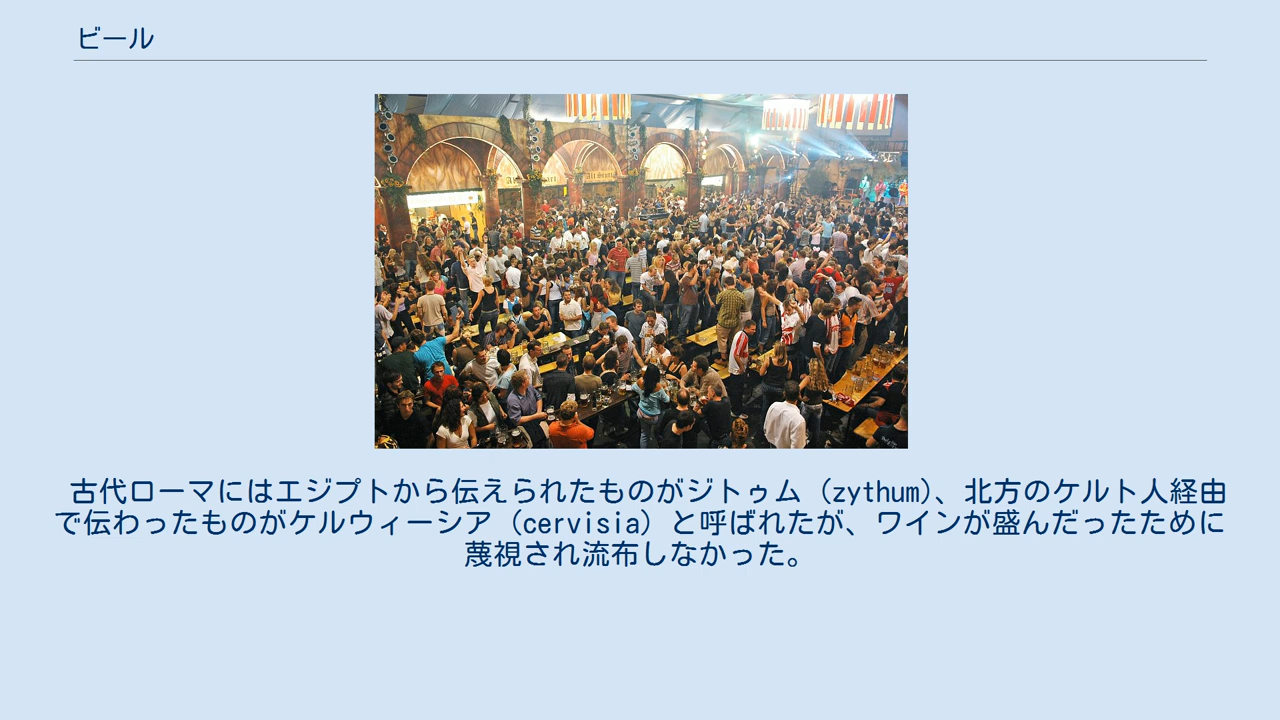 ビール
Alt Stuttgart
古代ローマにはエジプトから伝えられたものがジトゥム（zythum）、北方のケルト人経由
で伝わったものがケルウィーシア（cervisia）と呼ばれたが、ワインが盛んだったために
蔑視され流布しなかった。